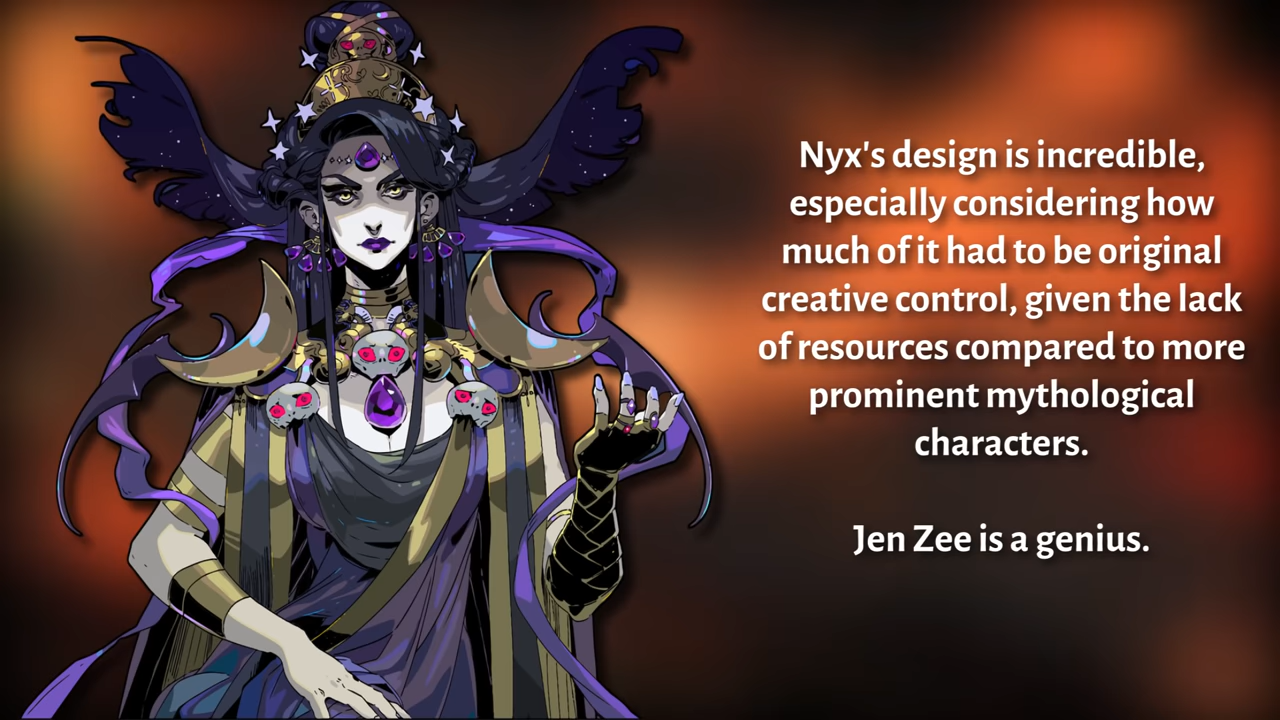 Nyx's design is incredible,
especially considering how
much of it had to be original
creative control, given the lack
of resources compared to more
prominent mythological
characters.
Jen Zee is a genius.